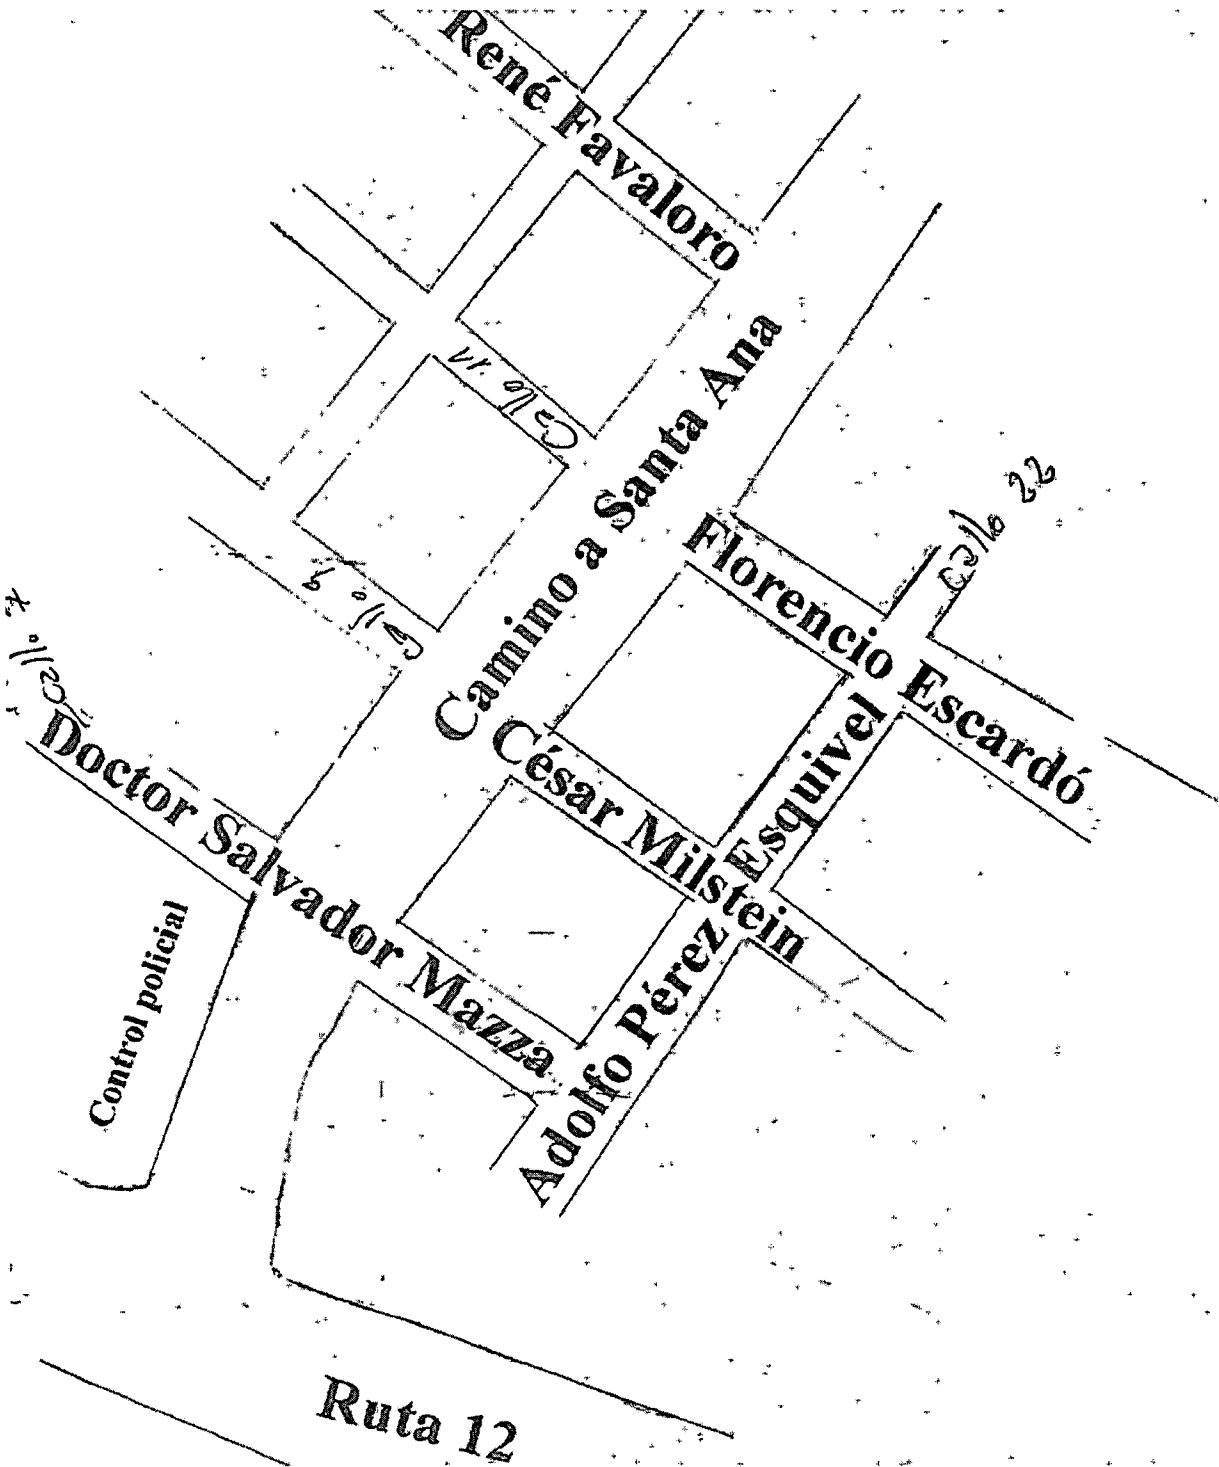 René Favaloro
Camino a Santa Ana
Calle
Calle 22
Florencio Escardó
Calle 9
Calle 7
César Milstein
Adolfo Pérez Esquivel
Doctor Salvador Mazza
Control policial
Ruta 12